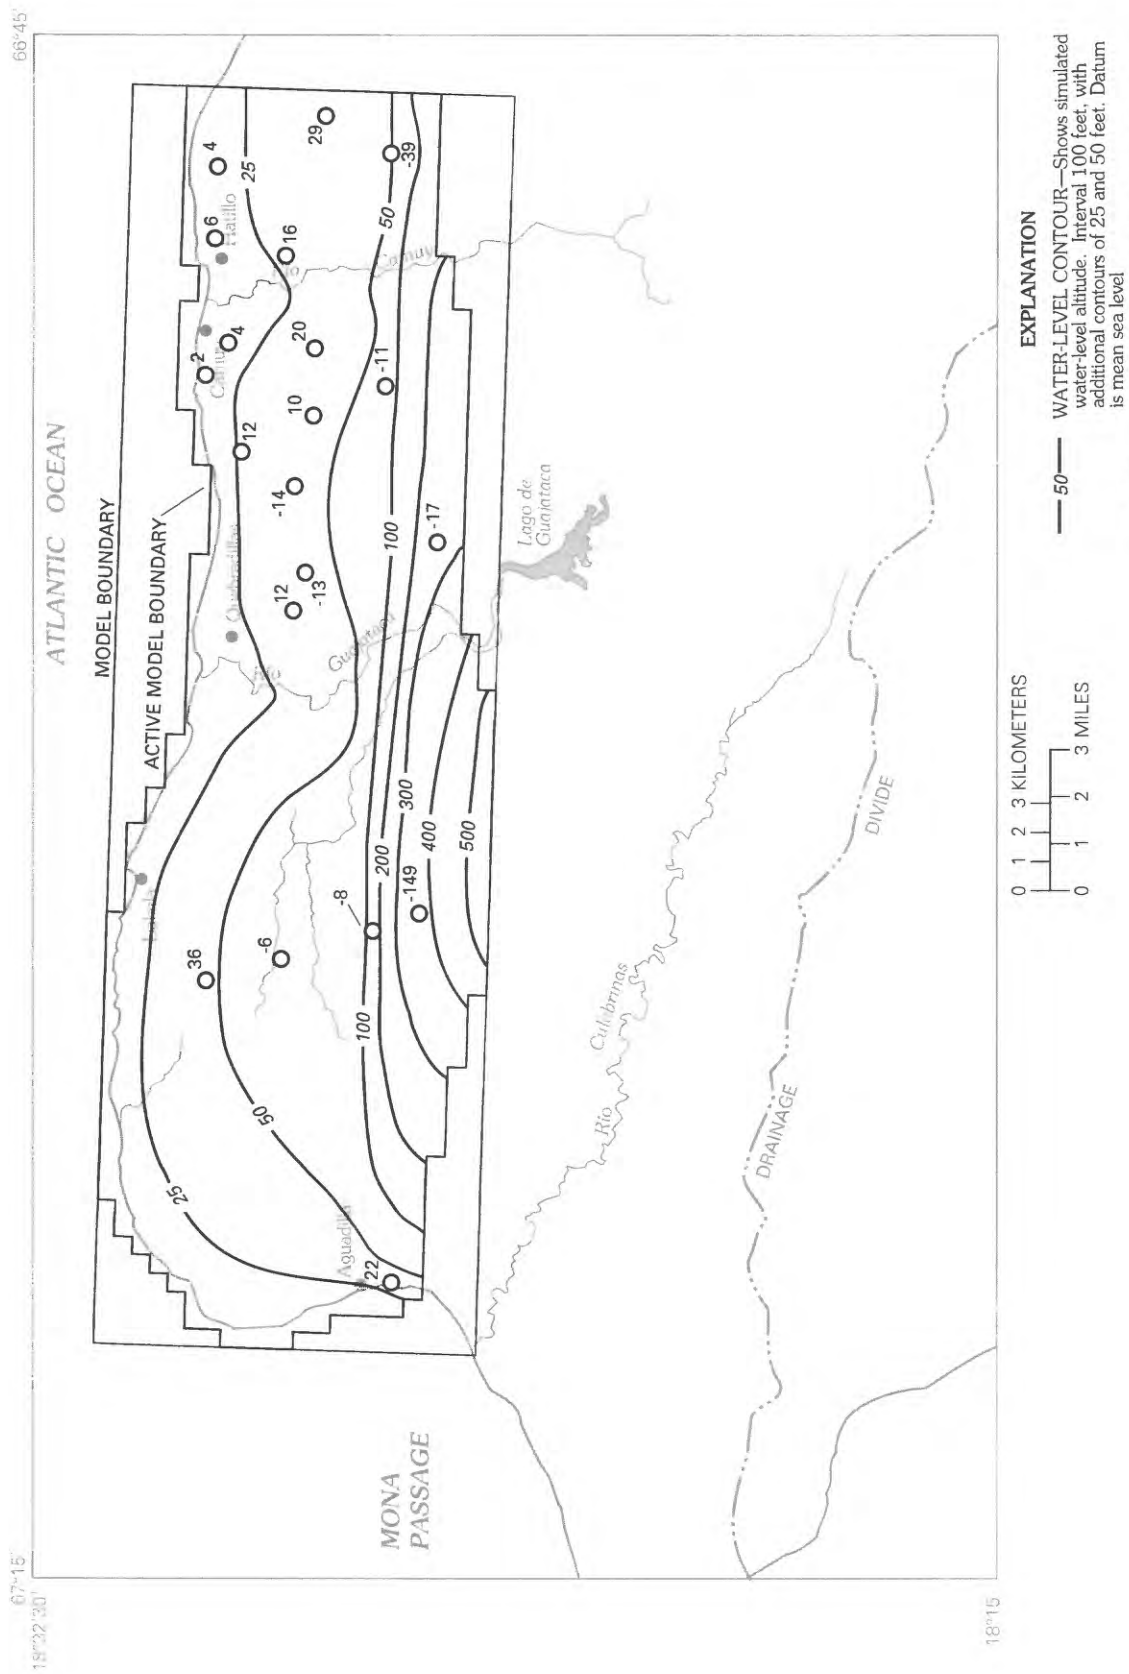 67°15'
66°45'
18°32'30"
ATLANTIC OCEAN
MODEL BOUNDARY
ACTIVE MODEL BOUNDARY
Isabela
Quebradillas
Camuy
Hatillo
2
4
6
4
25
12
16
29
20
10
-14
12
-13
Río
Guajataca
Río
Camuy
50
-39
-11
100
-17
36
-6
-8
-149
200
300
400
500
100
50
25
Aguadilla
22
Lago de
Guajataca
MONA
PASSAGE
Río
Culebrinas
DRAINAGE
DIVIDE
18°15
0 1 2 3 KILOMETERS
0 1 2 3 MILES
EXPLANATION
50 WATER-LEVEL CONTOUR—Shows simulated
water-level altitude. Interval 100 feet, with
additional contours of 25 and 50 feet. Datum
is mean sea level